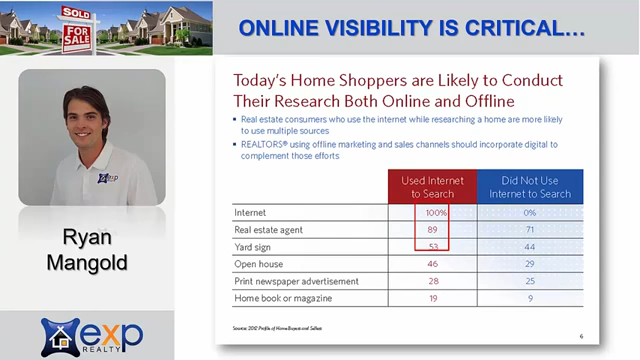 SOLD
FOR
SALE
ONLINE VISIBILITY IS CRITICAL...
exp
Ryan
Mangold
exp
REALTY
Today's Home Shoppers are Likely to Conduct
Their Research Both Online and Offline
Real estate consumers who use the internet while researching a home are more likely
to use multiple sources
REALTORS® using offline marketing and sales channels should incorporate digital to
complement those efforts
Used Internet to Search Did Not Use Internet to Search
Internet 100% 0%
Real estate agent 89 71
Yard sign 53 44
Open house 46 29
Print newspaper advertisement 28 25
Home book or magazine 19 9
Source: 2012 Profile of Home Buyers and Sellers
6